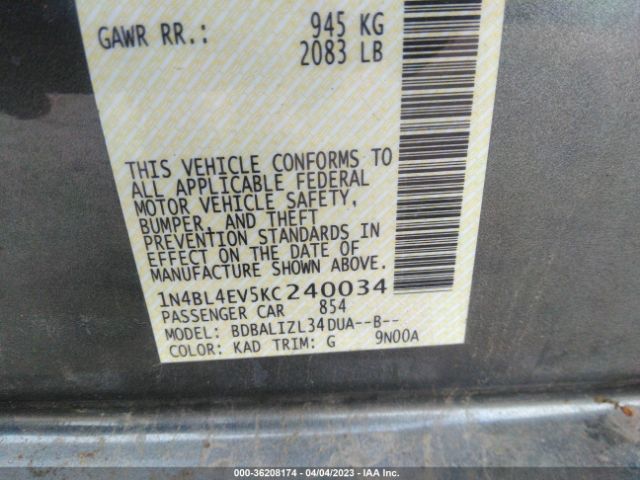 GAWR RR.: 945 KG
2083 LB
THIS VEHICLE CONFORMS TO
ALL APPLICABLE FEDERAL
MOTOR VEHICLE SAFETY,
BUMPER, AND THEFT
PREVENTION STANDARDS IN
EFFECT ON THE DATE OF
MANUFACTURE SHOWN ABOVE.
1N4BL4EV5KC240034
PASSENGER CAR 854
MODEL: BDBALIZL34DUA--B--
COLOR: KAD TRIM: G 9N00A
000-36208174 - 04/04/2023 - IAA Inc.